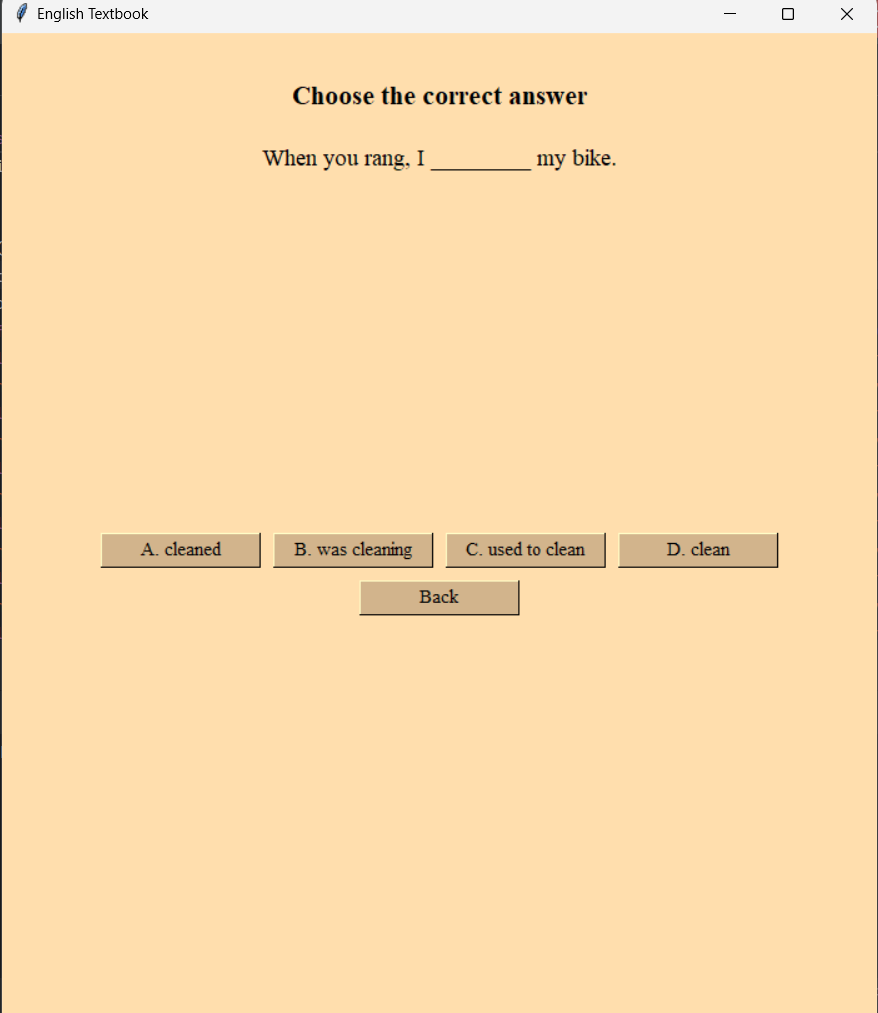 English Textbook
Choose the correct answer
When you rang, I _________ my bike.
A. cleaned
B. was cleaning
C. used to clean
D. clean
Back